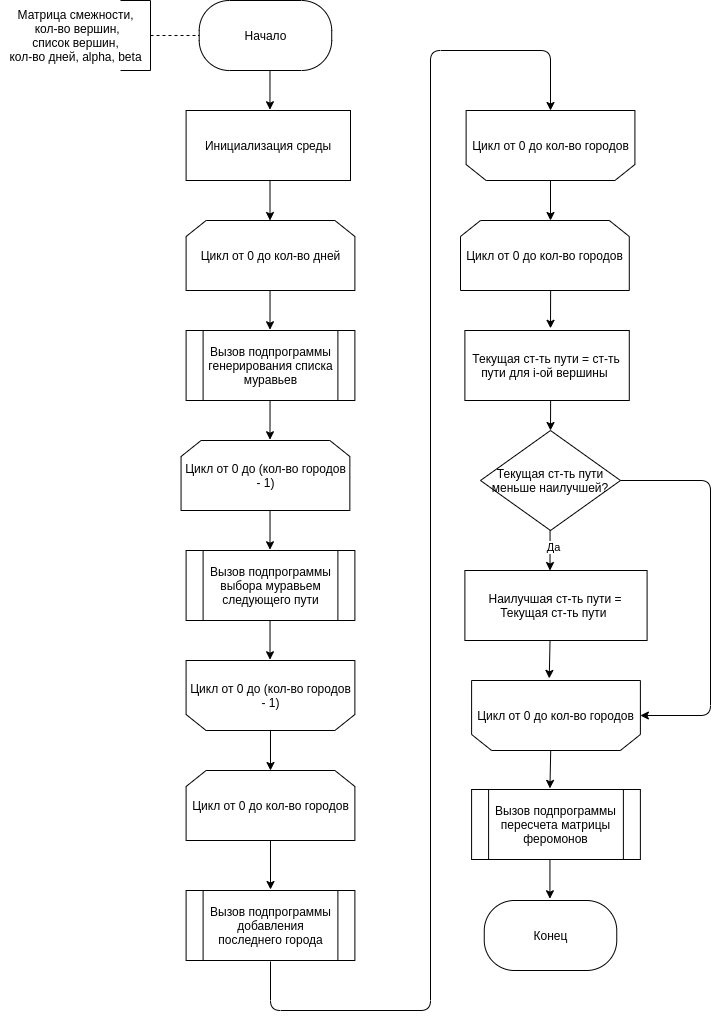 Матрица смежности,
кол-во вершин,
список вершин,
кол-во дней, alpha, beta
Начало
Инициализация среды
Цикл от 0 до кол-во дней
Вызов подпрограммы
генерирования списка
муравьев
Цикл от 0 до (кол-во городов
- 1)
Вызов подпрограммы
выбора муравьем
следующего пути
Цикл от 0 до (кол-во городов
- 1)
Цикл от 0 до кол-во городов
Вызов подпрограммы
добавления
последнего города
Цикл от 0 до кол-во городов
Цикл от 0 до кол-во городов
Текущая ст-ть пути = ст-ть
пути для i-ой вершины
Текущая ст-ть пути
меньше наилучшей?
Да
Наилучшая ст-ть пути =
Текущая ст-ть пути
Цикл от 0 до кол-во городов
Вызов подпрограммы
пересчета матрицы
феромонов
Конец